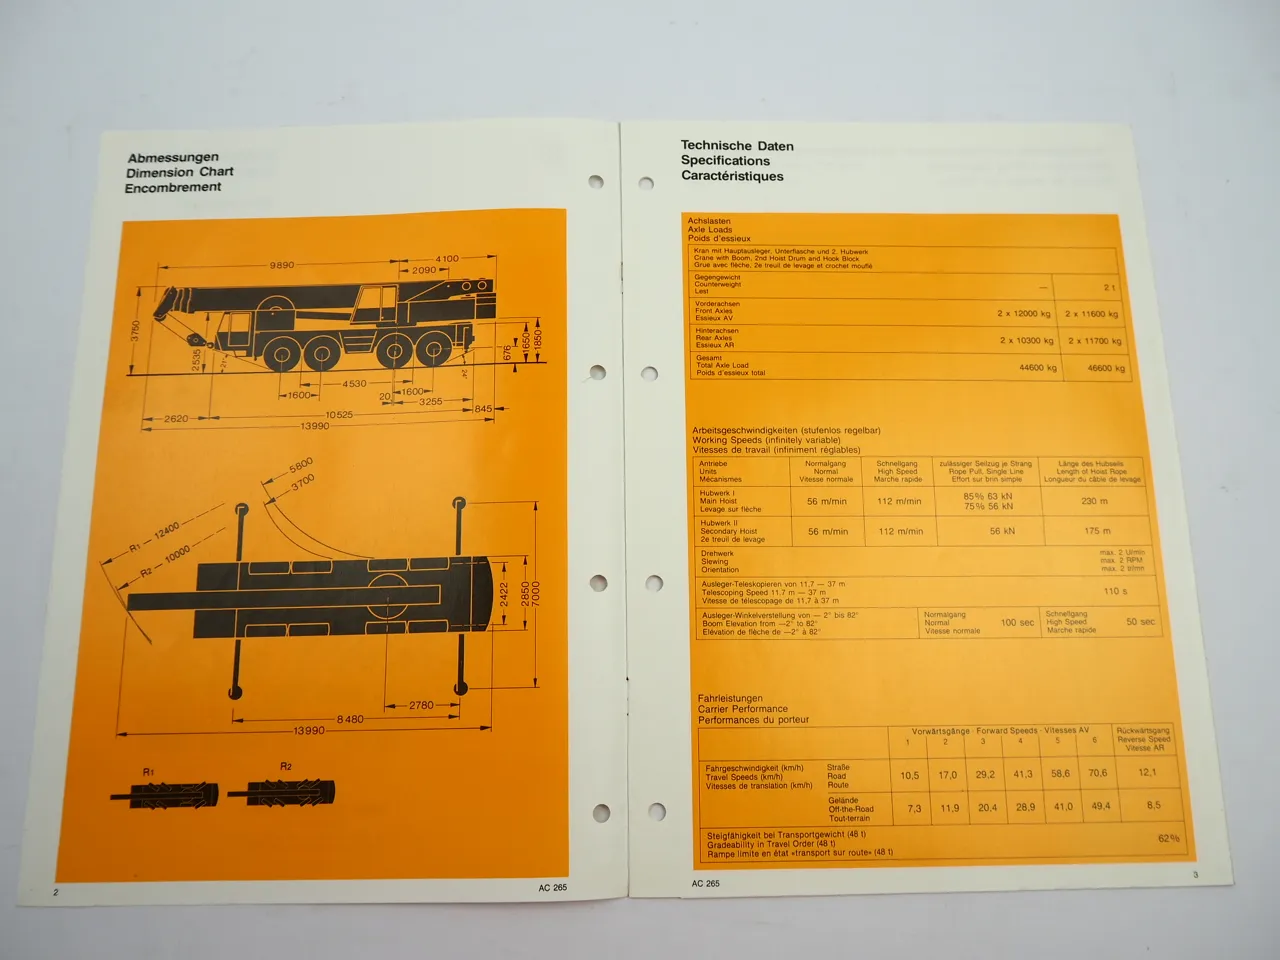 Abmessungen
Dimension Chart
Encombrement
9890
4100
2090
3750
2535
21°
676
1650
1850
24°
4530
1600
20
1600
3255
2620
10525
845
13990
5800
3700
R1 — 12400
R2 — 10000
2422
2850
7000
2780
8480
13990
R1
R2
2
AC 265
Technische Daten
Specifications
Caractéristiques
Achslasten
Axle Loads
Poids d'essieux
Kran mit Hauptausleger, Unterflasche und 2. Hubwerk
Crane with Boom, 2nd Hoist Drum and Hook Block
Grue avec flèche, 2e treuil de levage et crochet mouflé
Gegengewicht
Counterweight
Lest
—
2 t
Vorderachsen
Front Axles
Essieux AV
2 x 12000 kg
2 x 11600 kg
Hinterachsen
Rear Axles
Essieux AR
2 x 10300 kg
2 x 11700 kg
Gesamt
Total Axle Load
Poids d'essieux total
44600 kg
46600 kg
Arbeitsgeschwindigkeiten (stufenlos regelbar)
Working Speeds (infinitely variable)
Vitesses de travail (infiniment réglables)
Antriebe
Units
Mécanismes
Normalgang
Normal
Vitesse normale
Schnellgang
High Speed
Marche rapide
zulässiger Seilzug je Strang
Rope Pull, Single Line
Effort sur brin simple
Länge des Hubseils
Length of Hoist Rope
Longueur du câble de levage
Hubwerk I
Main Hoist
Levage sur flèche
56 m/min
112 m/min
85% 63 kN
75% 56 kN
230 m
Hubwerk II
Secondary Hoist
2e treuil de levage
56 m/min
112 m/min
56 kN
175 m
Drehwerk
Slewing
Orientation
max. 2 U/min
max. 2 RPM
max. 2 tr/mn
Ausleger-Teleskopieren von 11,7 — 37 m
Telescoping Speed 11.7 m — 37 m
Vitesse de télescopage de 11,7 à 37 m
110 s
Ausleger-Winkelverstellung von — 2° bis 82°
Boom Elevation from —2° to 82°
Elévation de flèche de —2° à 82°
Normalgang
Normal
Vitesse normale
100 sec
Schnellgang
High Speed
Marche rapide
50 sec
Fahrleistungen
Carrier Performance
Performances du porteur
Vorwärtsgänge · Forward Speeds · Vitesses AV
1 2 3 4 5 6
Rückwärtsgang
Reverse Speed
Vitesse AR
Fahrgeschwindigkeit (km/h)
Travel Speeds (km/h)
Vitesses de translation (km/h)
Straße
Road
Route
10,5 17,0 29,2 41,3 58,6 70,6 12,1
Gelände
Off-the-Road
Tout-terrain
7,3 11,9 20,4 28,9 41,0 49,4 8,5
Steigfähigkeit bei Transportgewicht (48 t)
Gradeability in Travel Order (48 t)
Rampe limite en état «transport sur route» (48 t)
62%
AC 265
3